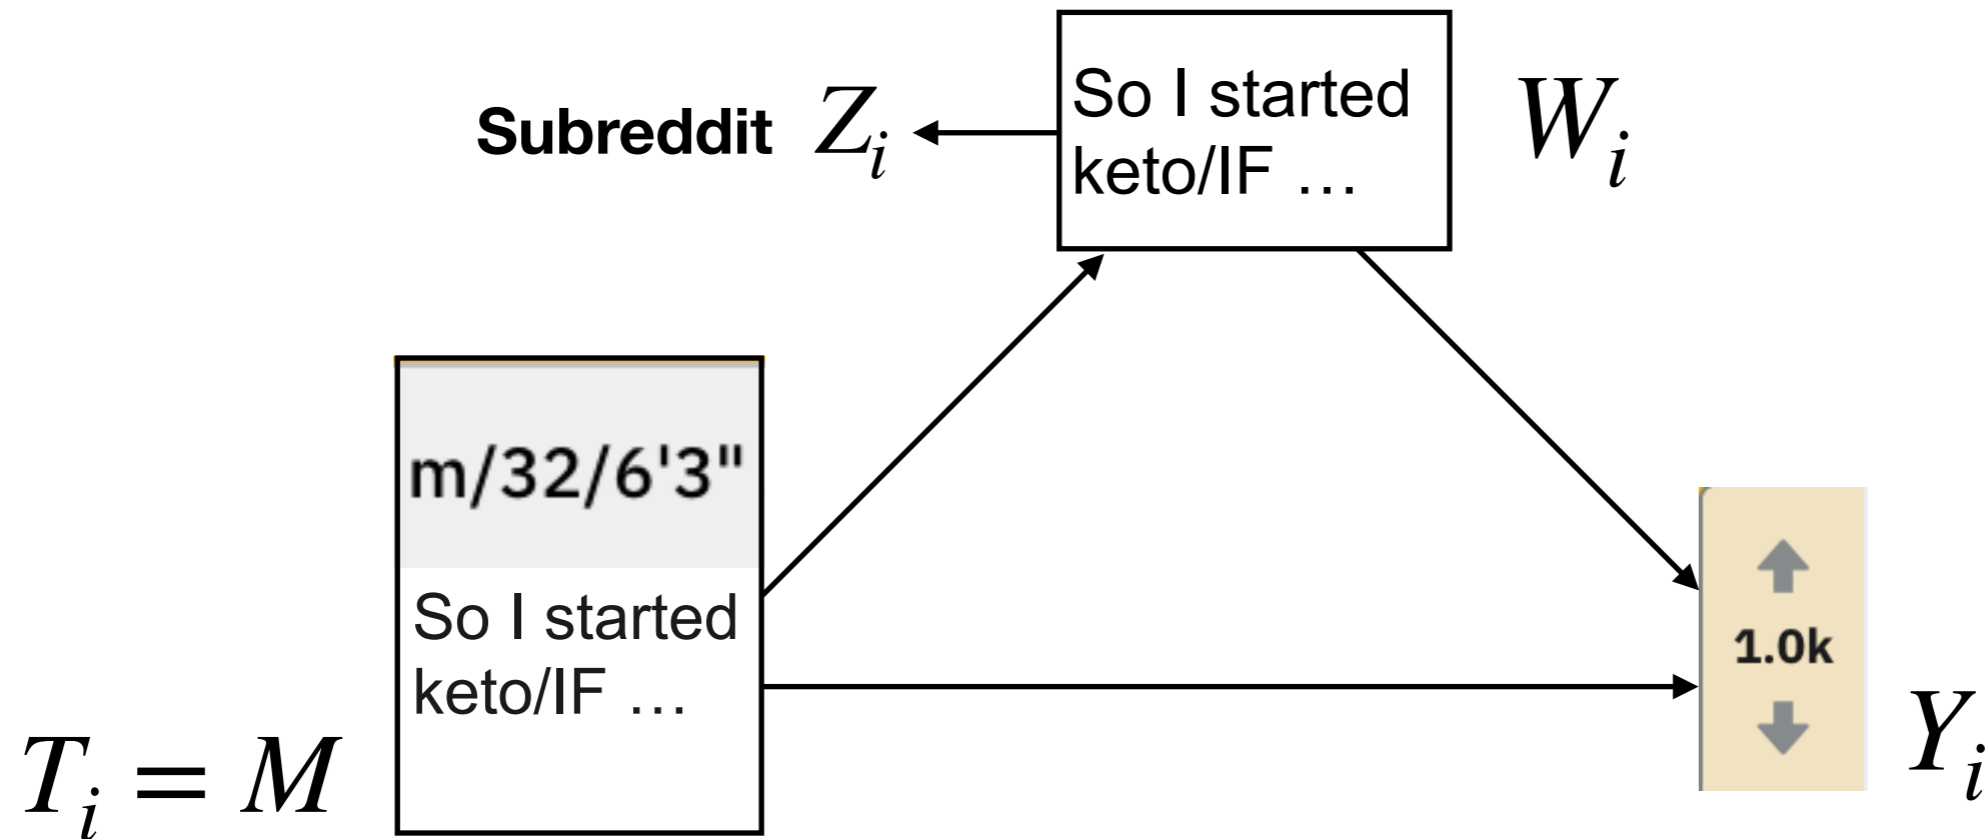 Subreddit Z_i
So I started
keto/IF …
W_i
m/32/6'3"
So I started
keto/IF …
T_i = M
1.0k
Y_i